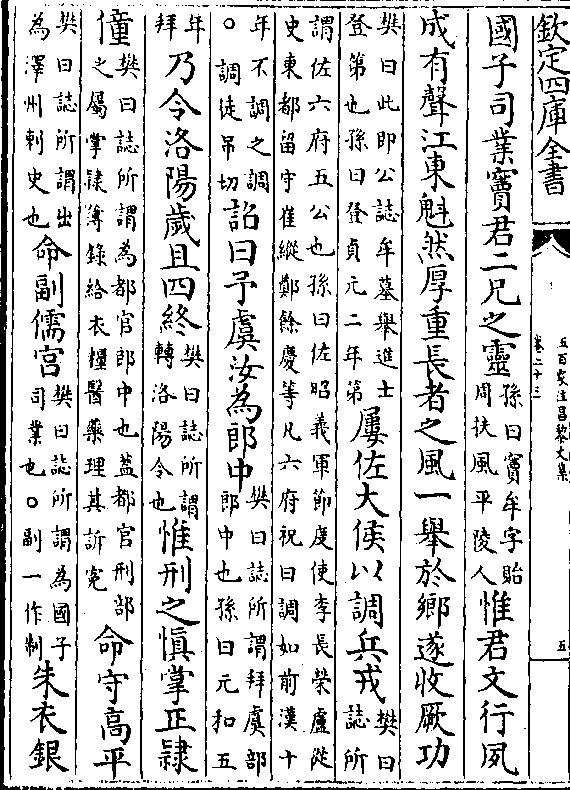 欽定四庫全書
五百家注昌黎文集
卷二十三
五
國子司業竇君二兄之靈孫曰竇牟字貽周扶風平陵人惟君文行夙
成有聲江東魁然厚重長者之風一舉於鄉遂收厥功
樊曰此即公誌牟墓舉進士登第也孫曰登貞元二年第屢佐大侯以調兵戎樊曰誌所
謂佐六府五公也孫曰佐昭義軍節度使李長榮盧從
史東都留守崔縱鄭餘慶等凡六府祝曰調如前漢十
年不調之調○調徒吊切詔曰予虞汝為郎中樊曰誌所謂拜虞部郎中也孫曰元和五
年拜乃令洛陽歲且四終樊曰誌所謂轉洛陽令也惟刑之慎掌正隷
僮樊曰誌所謂為都官郎中也蓋都官刑部之屬掌隷簿錄給衣糧醫藥理其訴寃命守高平
樊曰誌所謂出為澤州刺史也命副儒宮樊曰誌所謂為國子司業也○副一作制朱衣銀